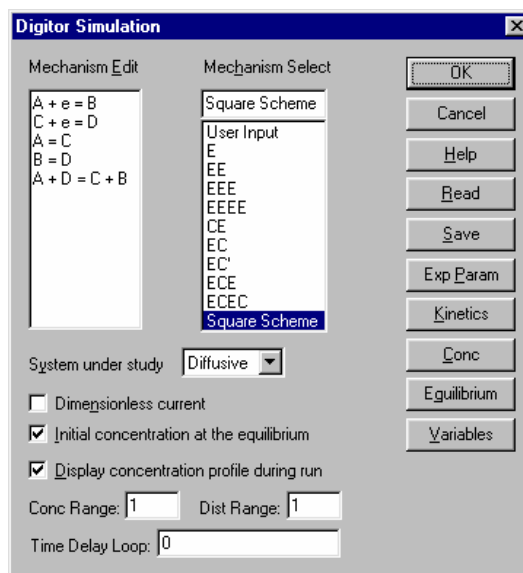 Digitor Simulation
Mechanism Edit
A + e = B
C + e = D
A = C
B = D
A + D = C + B
Mechanism Select
Square Scheme
User Input
E
EE
EEE
EEEE
CE
EC
EC'
ECE
ECEC
Square Scheme
OK
Cancel
Help
Read
Save
Exp Param
Kinetics
Conc
Eguilibrium
Variables
System under study Diffusive
Dimensionless current
Initial concentration at the equilibrium
Display concentration profile during run
Conc Range: 1 Dist Range: 1
Time Delay Loop: 0